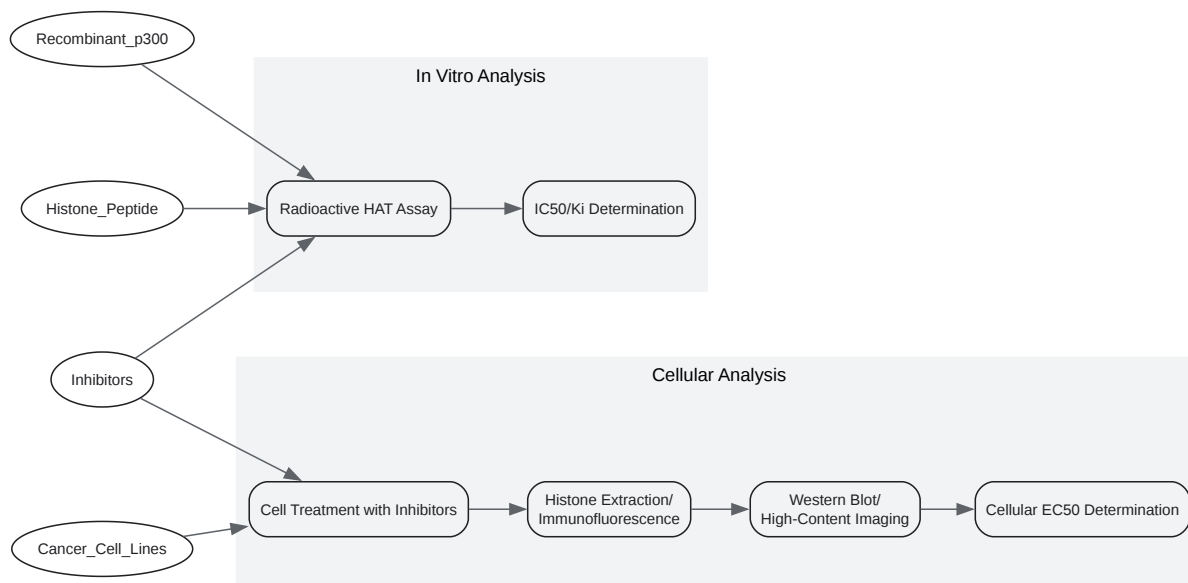 Recombinant_p300
In Vitro Analysis
Histone_Peptide
Radioactive HAT Assay
IC50/Ki Determination
Inhibitors
Cellular Analysis
Cell Treatment with Inhibitors
Histone Extraction/
Immunofluorescence
Western Blot/
High-Content Imaging
Cellular EC50 Determination
Cancer_Cell_Lines